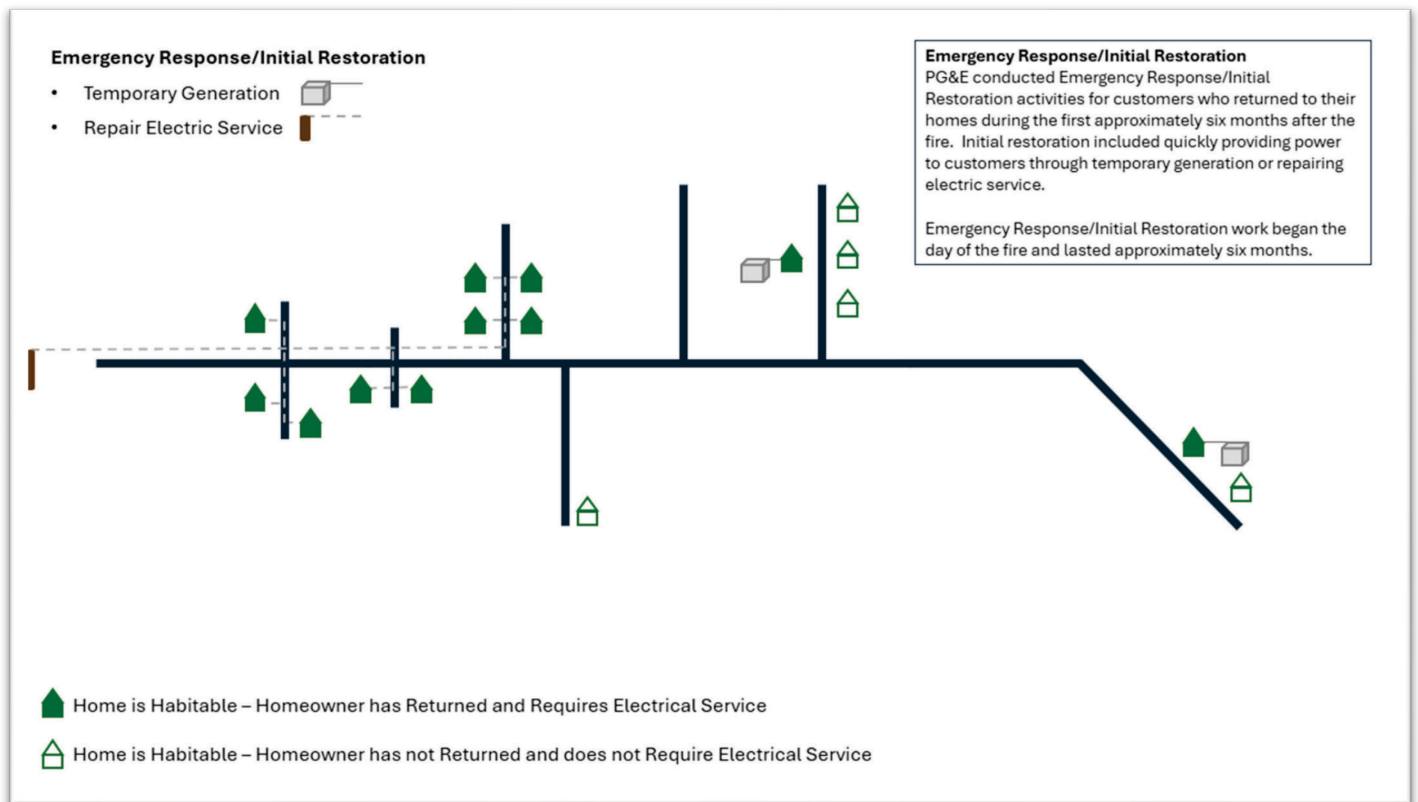 Emergency Response/Initial Restoration
• Temporary Generation
• Repair Electric Service
Emergency Response/Initial Restoration
PG&E conducted Emergency Response/Initial
Restoration activities for customers who returned to their
homes during the first approximately six months after the
fire.  Initial restoration included quickly providing power
to customers through temporary generation or repairing
electric service.
Emergency Response/Initial Restoration work began the
day of the fire and lasted approximately six months.
Home is Habitable – Homeowner has Returned and Requires Electrical Service
Home is Habitable – Homeowner has not Returned and does not Require Electrical Service